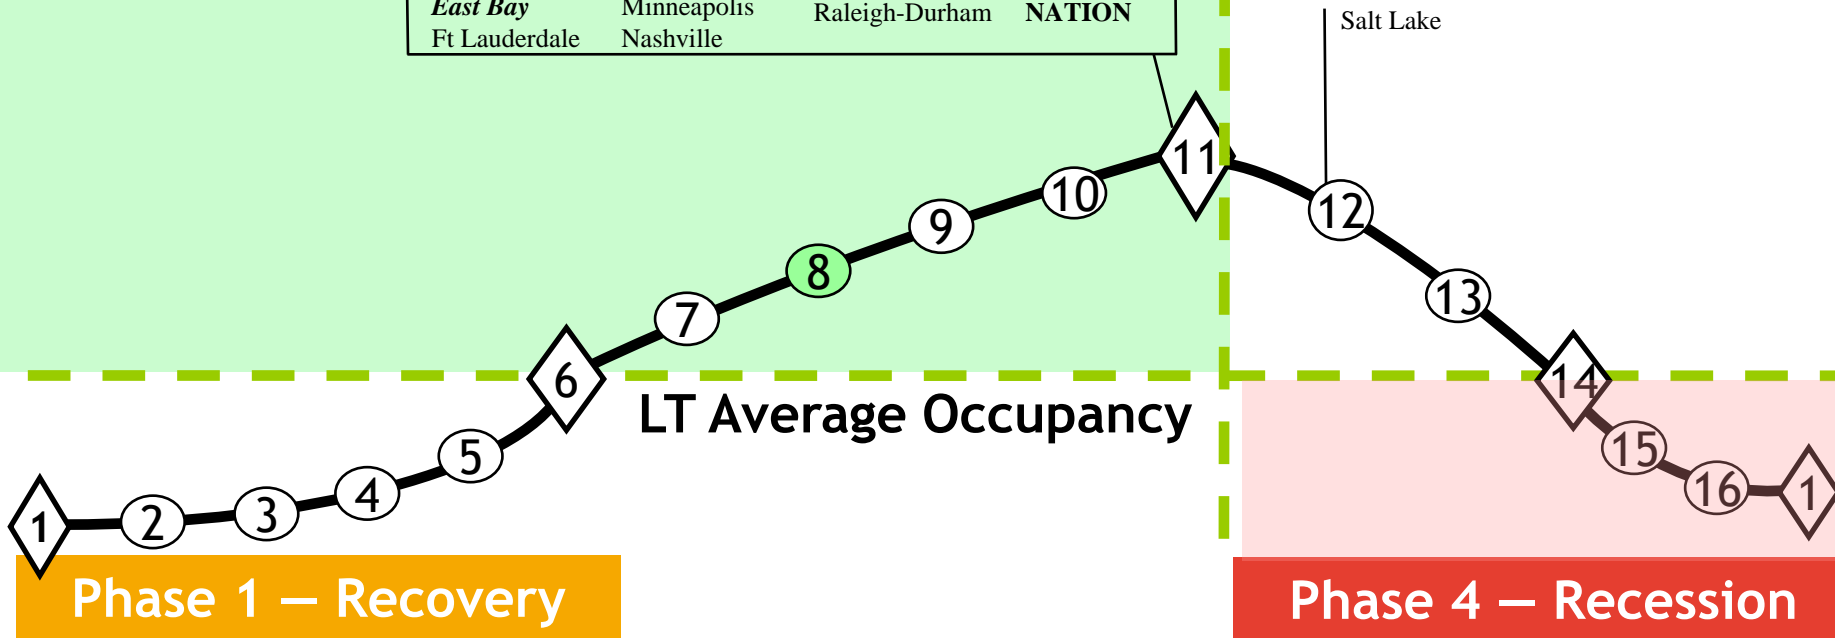 East Bay
Ft Lauderdale
Minneapolis
Nashville
Raleigh-Durham
NATION
Salt Lake
11
12
10
9
8
13
7
6
14
LT Average Occupancy
5
15
4
16
1
3
2
1
Phase 1 — Recovery
Phase 4 — Recession